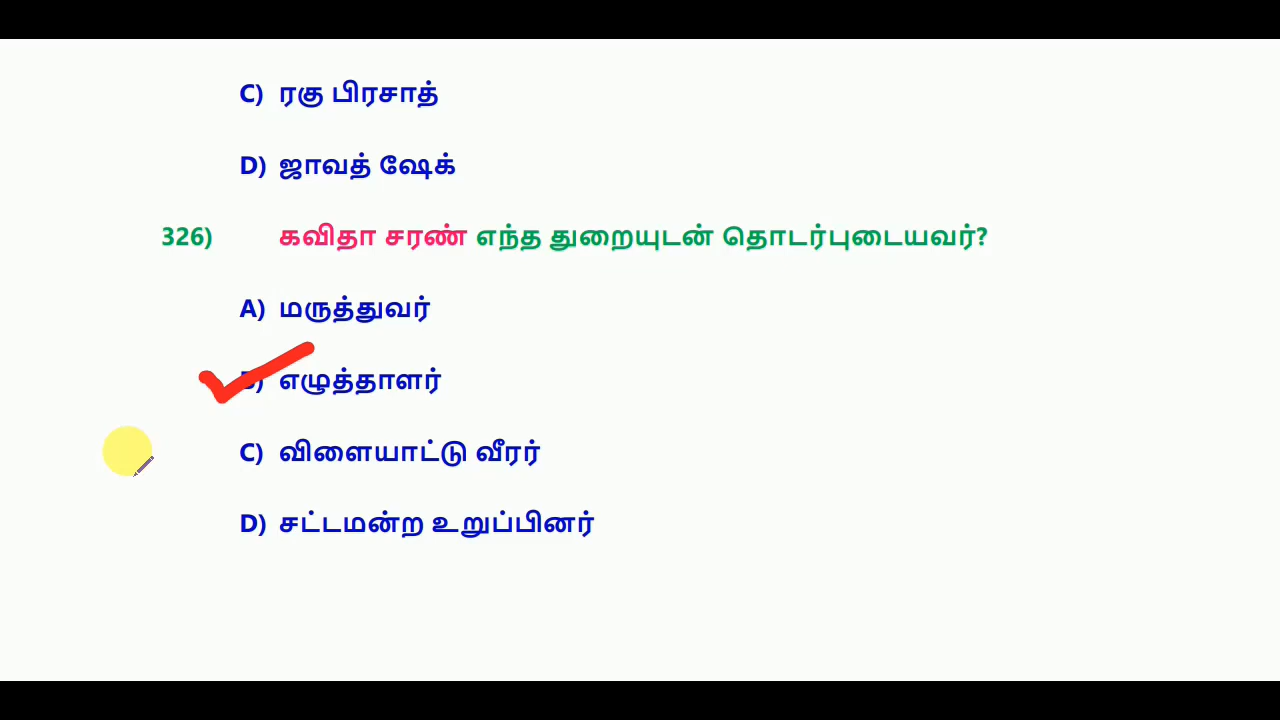 C) ரகு பிரசாத்
D) ஜாவத் ஷேக்
326) கவிதா சரண் எந்த துறையுடன் தொடர்புடையவர்?
A) மருத்துவர்
B) எழுத்தாளர்
C) விளையாட்டு வீரர்
D) சட்டமன்ற உறுப்பினர்